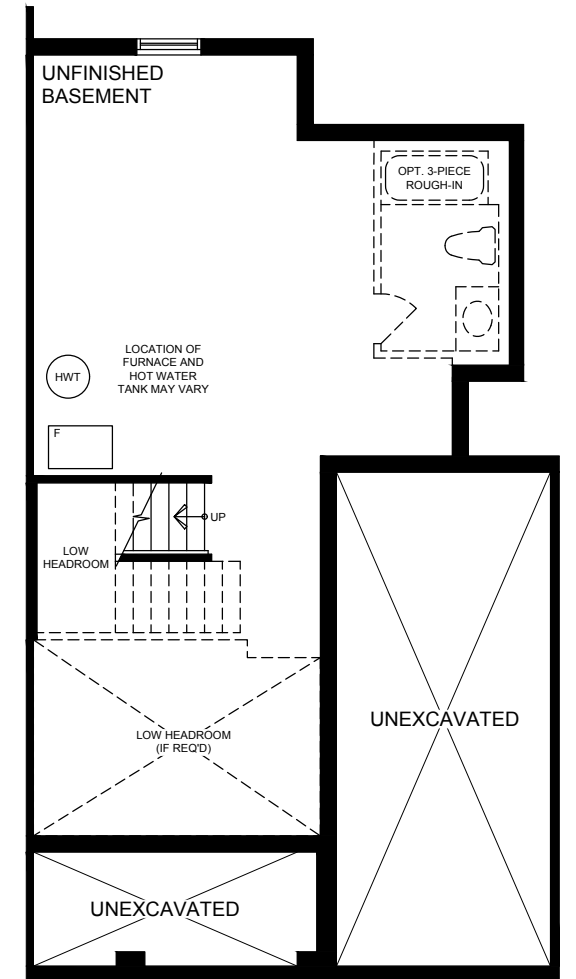 UNFINISHED
BASEMENT
OPT. 3-PIECE
ROUGH-IN
LOCATION OF
FURNACE AND
HOT WATER
TANK MAY VARY
HWT
F
UP
LOW
HEADROOM
LOW HEADROOM
(IF REQ'D)
UNEXCAVATED
UNEXCAVATED